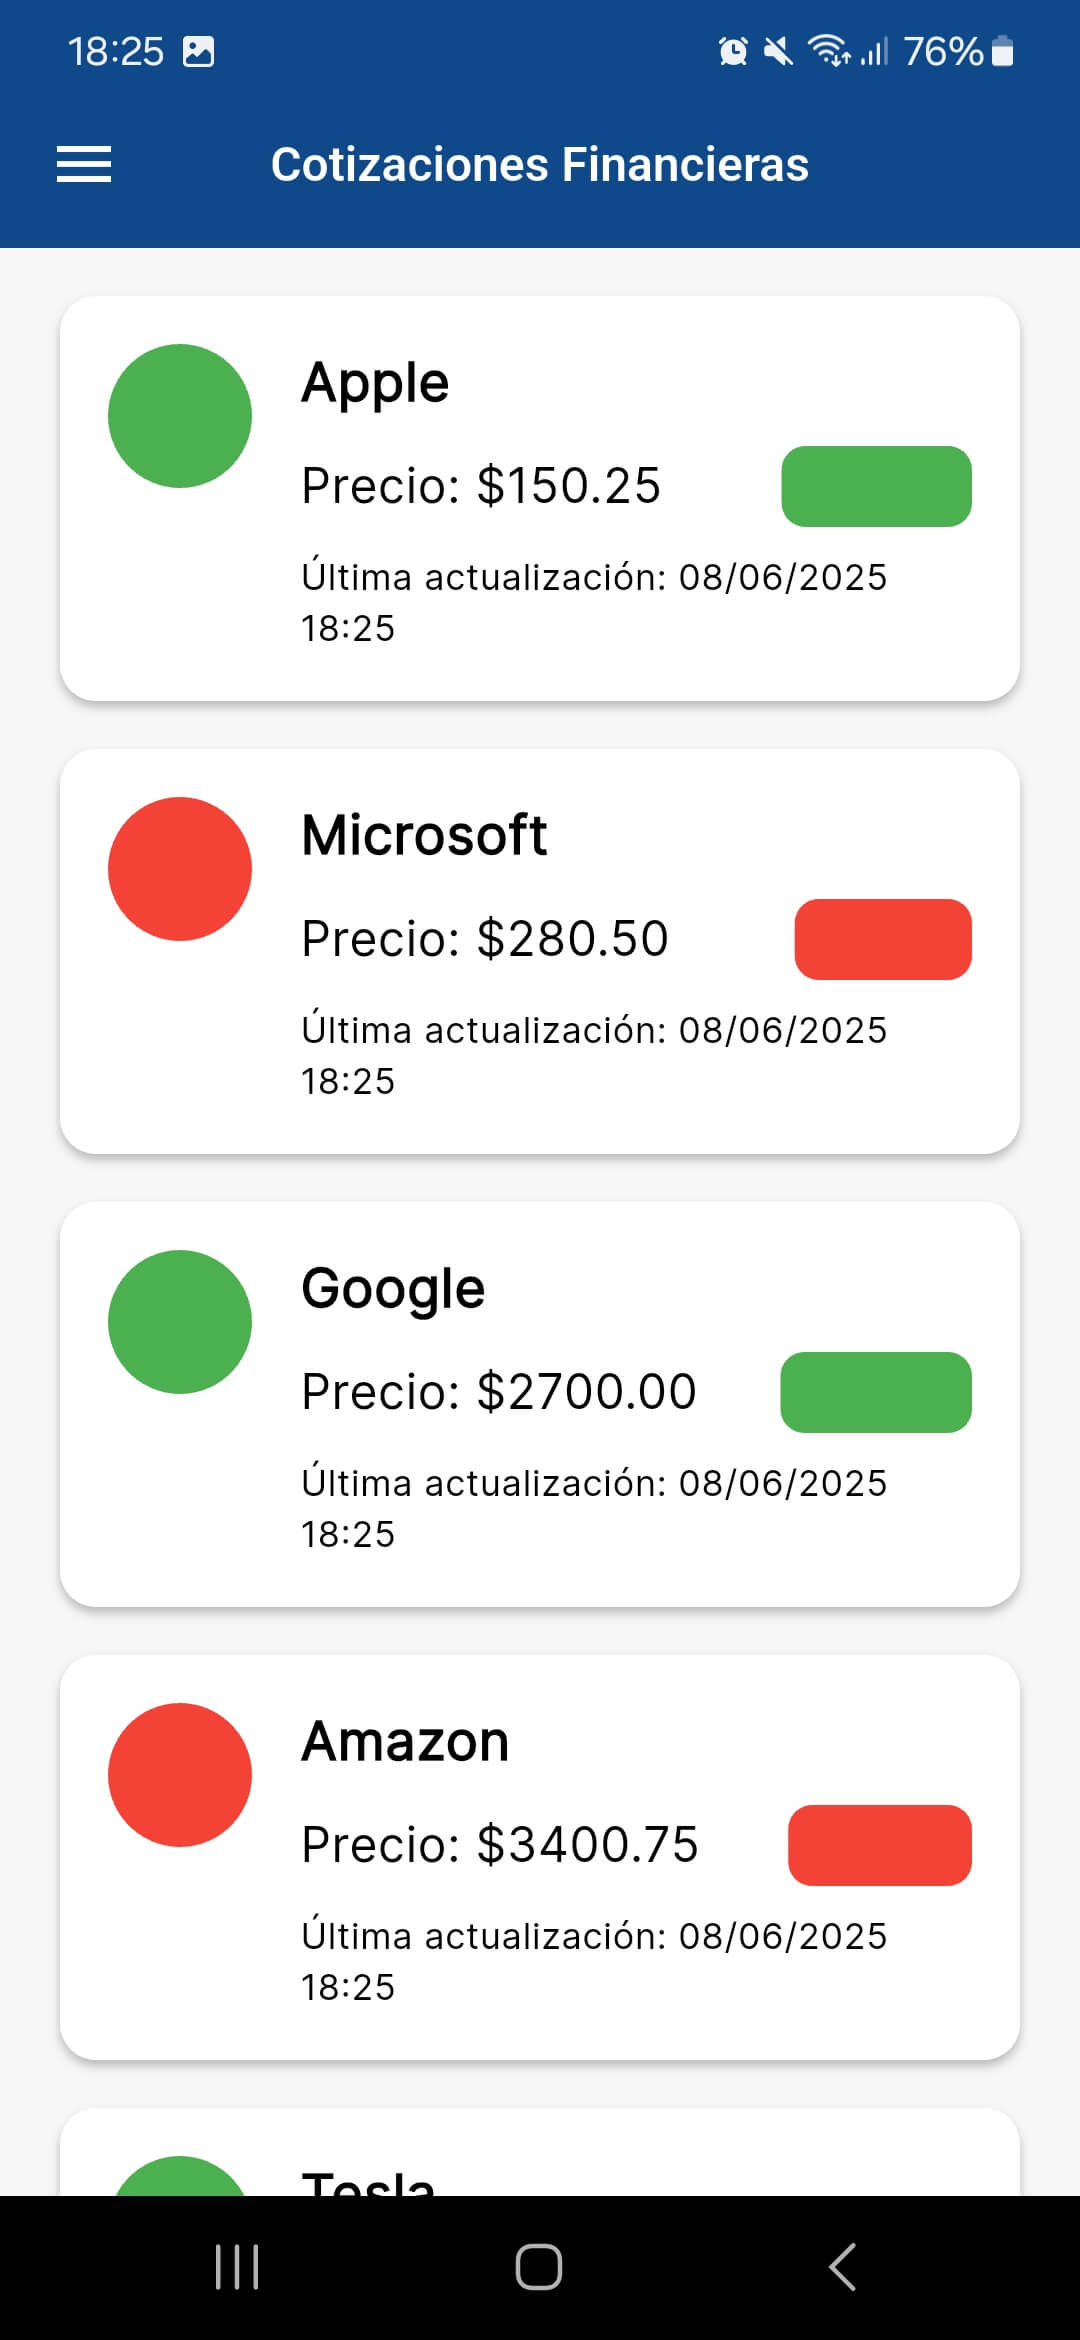 18:25
76%
Cotizaciones Financieras
Apple
Precio: $150.25
Última actualización: 08/06/2025
18:25
Microsoft
Precio: $280.50
Última actualización: 08/06/2025
18:25
Google
Precio: $2700.00
Última actualización: 08/06/2025
18:25
Amazon
Precio: $3400.75
Última actualización: 08/06/2025
18:25
Tesla